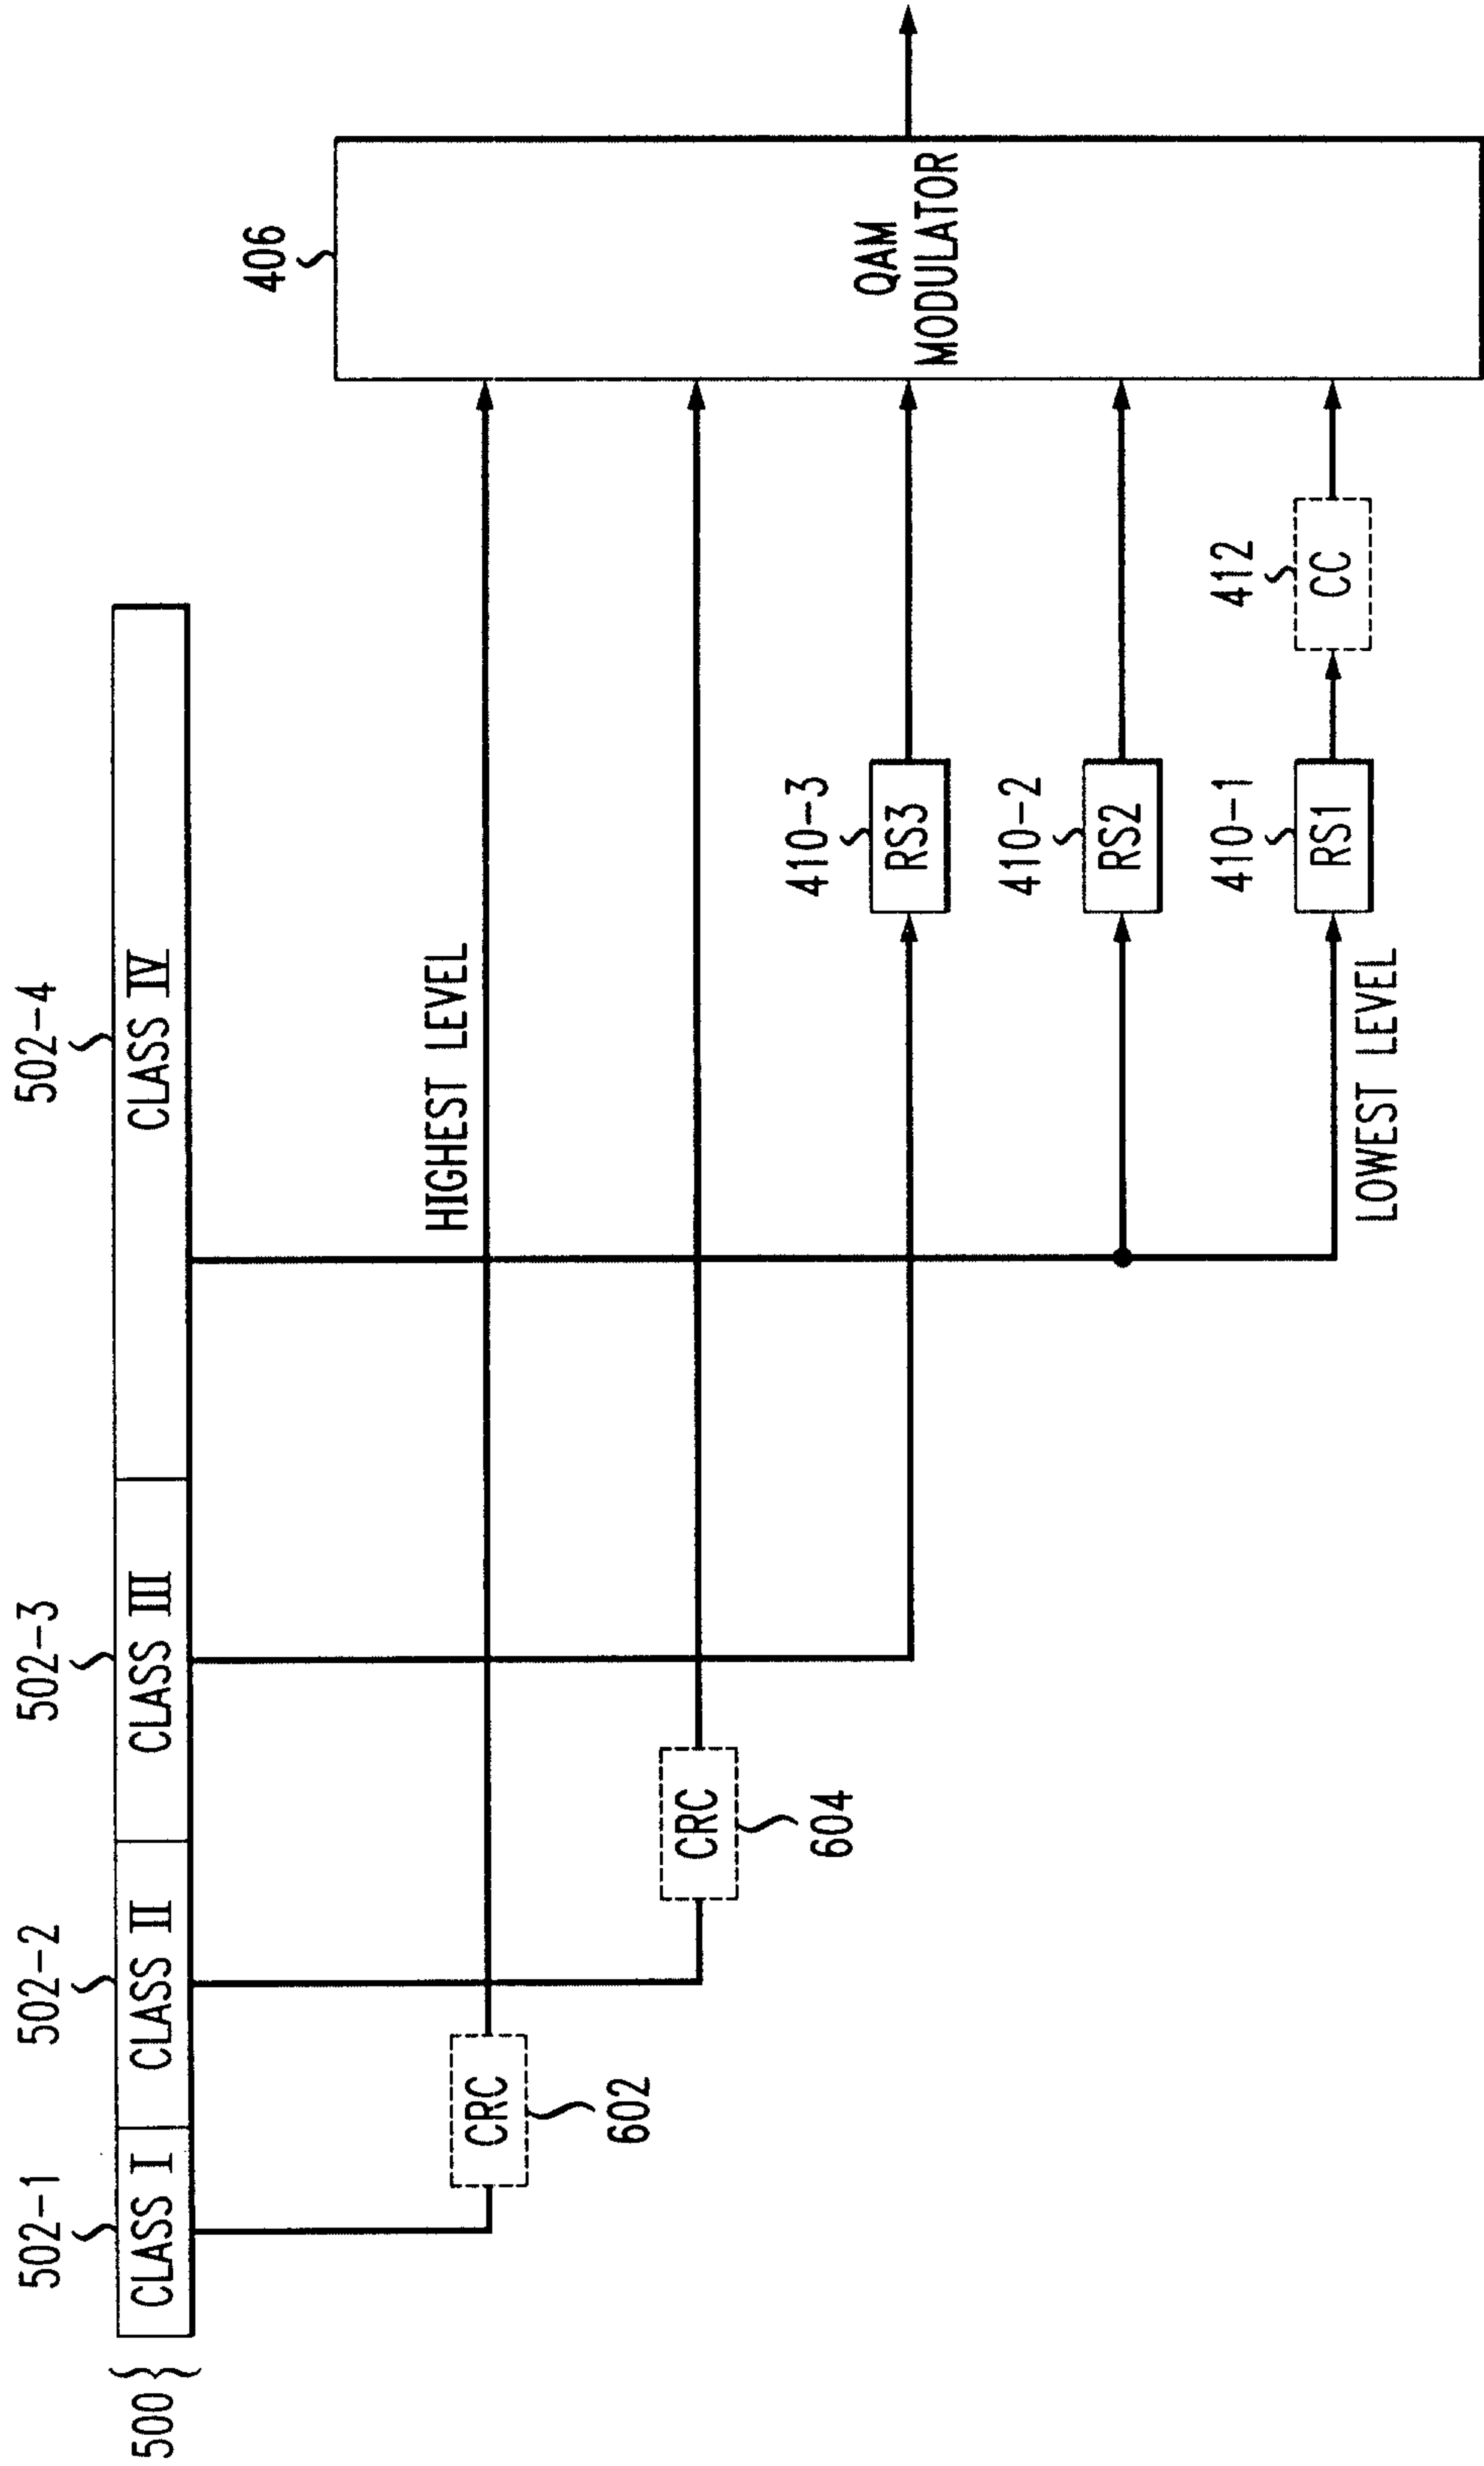 500
502-1
502-2
502-3
502-4
CLASS I
CLASS II
CLASS III
CLASS IV
406
HIGHEST LEVEL
CRC
602
CRC
604
410-3
RS3
QAM
MODULATOR
410-2
RS2
410-1
412
RS1
CC
LOWEST LEVEL